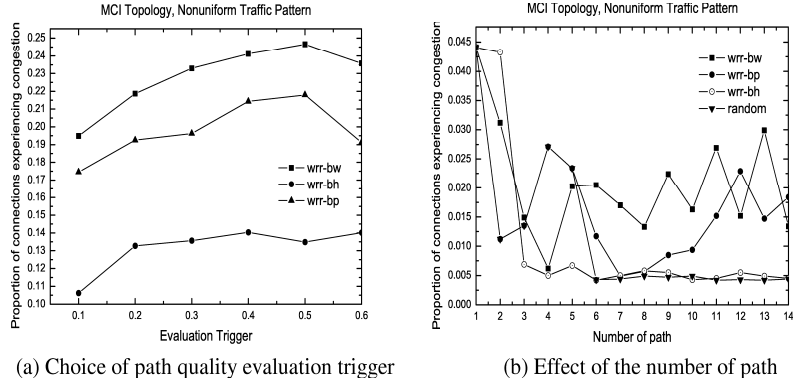 MCI Topology, Nonuniform Traffic Pattern
Proportion of connections experiencing congestion
0.25
0.24
0.23
0.22
0.21
0.20
0.19
0.18
0.17
0.16
0.15
0.14
0.13
0.12
0.11
0.10
wrr-bw
wrr-bh
wrr-bp
0.1 0.2 0.3 0.4 0.5 0.6
Evaluation Trigger
(a) Choice of path quality evaluation trigger
MCI Topology, Nonuniform Traffic Pattern
Proportion of connections experiencing congestion
0.045
0.040
0.035
0.030
0.025
0.020
0.015
0.010
0.005
0.000
wrr-bw
wrr-bp
wrr-bh
random
1 2 3 4 5 6 7 8 9 10 11 12 13 14
Number of path
(b) Effect of the number of path